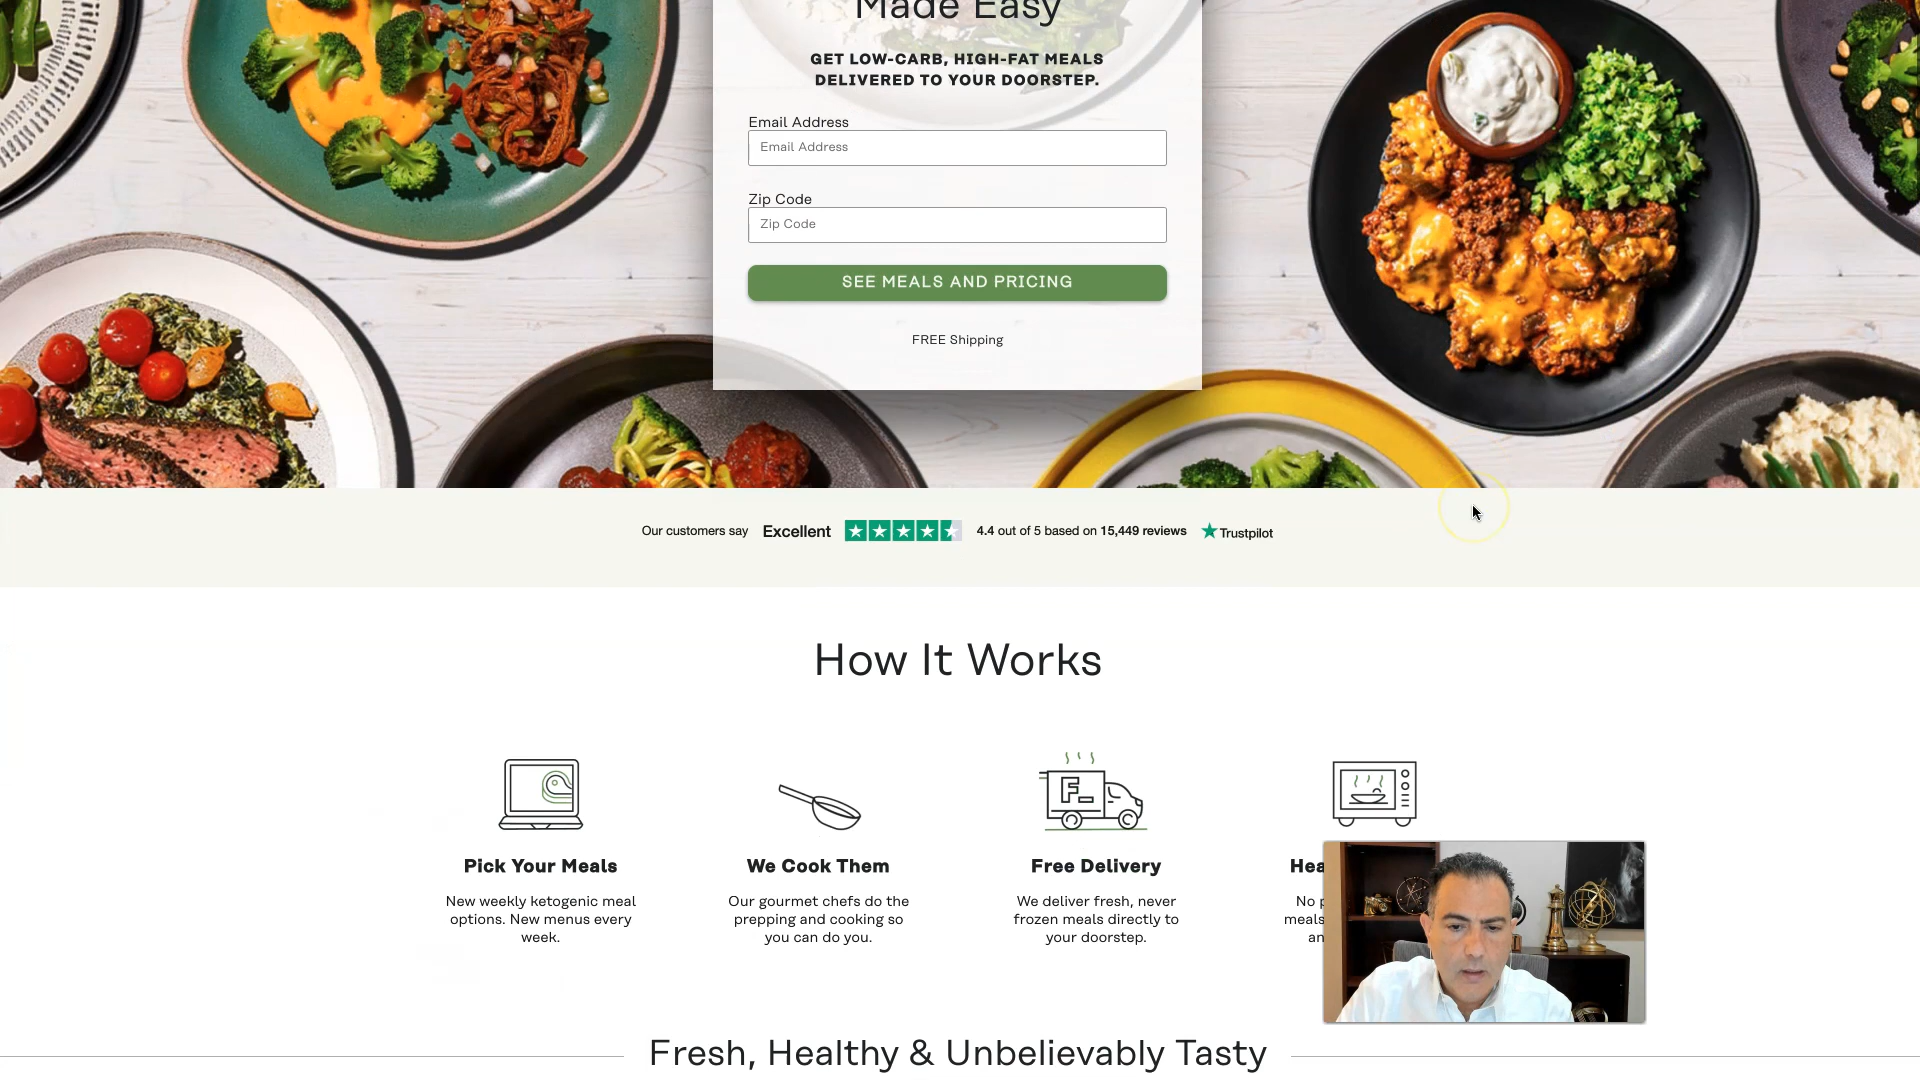 Made Easy
GET LOW-CARB, HIGH-FAT MEALS
DELIVERED TO YOUR DOORSTEP.
Email Address
Email Address
Zip Code
Zip Code
SEE MEALS AND PRICING
FREE Shipping
Our customers say Excellent 4.4 out of 5 based on 15,449 reviews Trustpilot
How It Works
F_
Pick Your Meals
New weekly ketogenic meal
options. New menus every
week.
We Cook Them
Our gourmet chefs do the
prepping and cooking so
you can do you.
Free Delivery
We deliver fresh, never
frozen meals directly to
your doorstep.
No
meals
Fresh, Healthy & Unbelievably Tasty